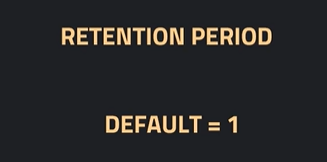 RETENTION PERIOD
DEFAULT = 1